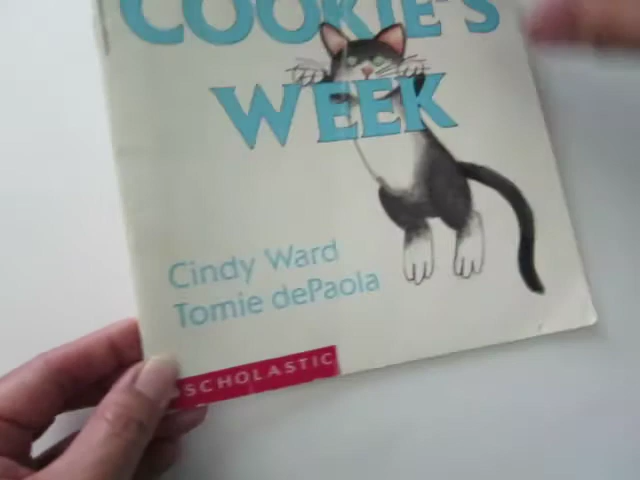 COOKIE'S
WEEK
Cindy Ward
Tomie dePaola
SCHOLASTIC